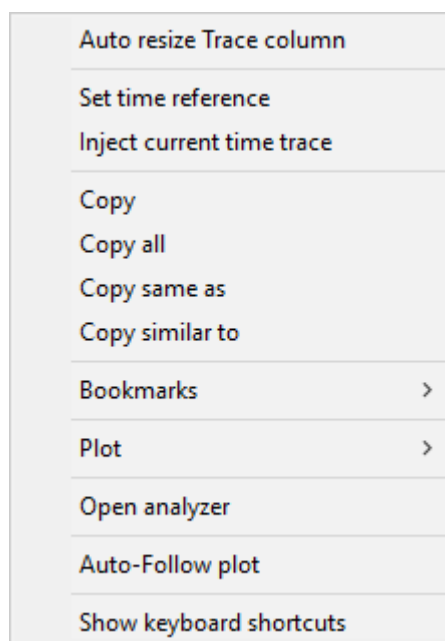 Auto resize Trace column
Set time reference
Inject current time trace
Copy
Copy all
Copy same as
Copy similar to
Bookmarks
Plot
Open analyzer
Auto-Follow plot
Show keyboard shortcuts